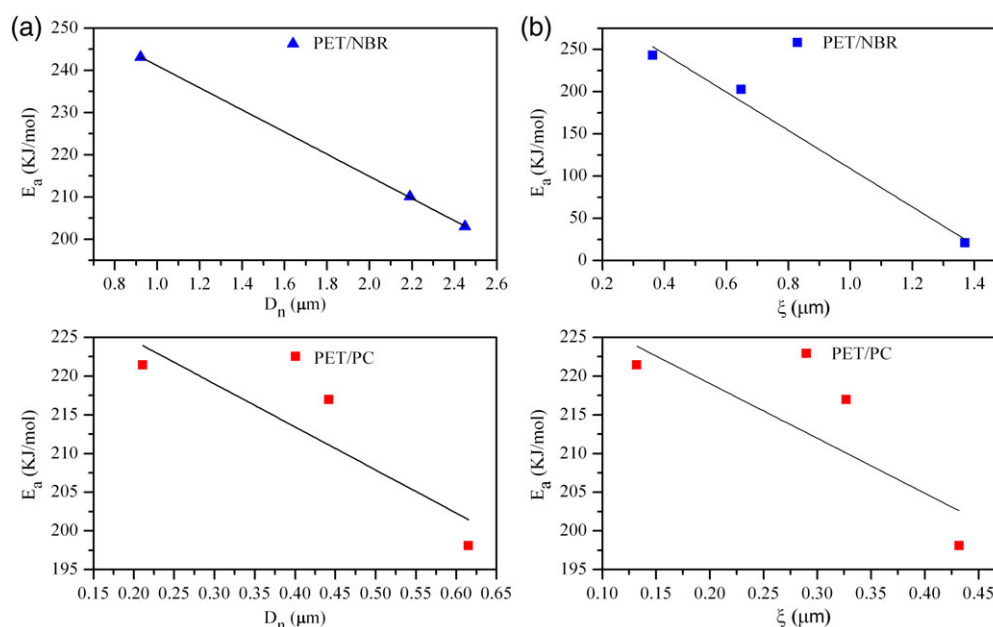 (a)
PET/NBR
E_a (KJ/mol)
250
240
230
220
210
200
0.8 1.0 1.2 1.4 1.6 1.8 2.0 2.2 2.4 2.6
D_n (μm)
(b)
PET/NBR
E_a (KJ/mol)
250
200
150
100
50
0
0.2 0.4 0.6 0.8 1.0 1.2 1.4
ξ (μm)
PET/PC
E_a (KJ/mol)
225
220
215
210
205
200
195
0.15 0.20 0.25 0.30 0.35 0.40 0.45 0.50 0.55 0.60 0.65
D_n (μm)
PET/PC
E_a (KJ/mol)
225
220
215
210
205
200
195
0.10 0.15 0.20 0.25 0.30 0.35 0.40 0.45
ξ (μm)